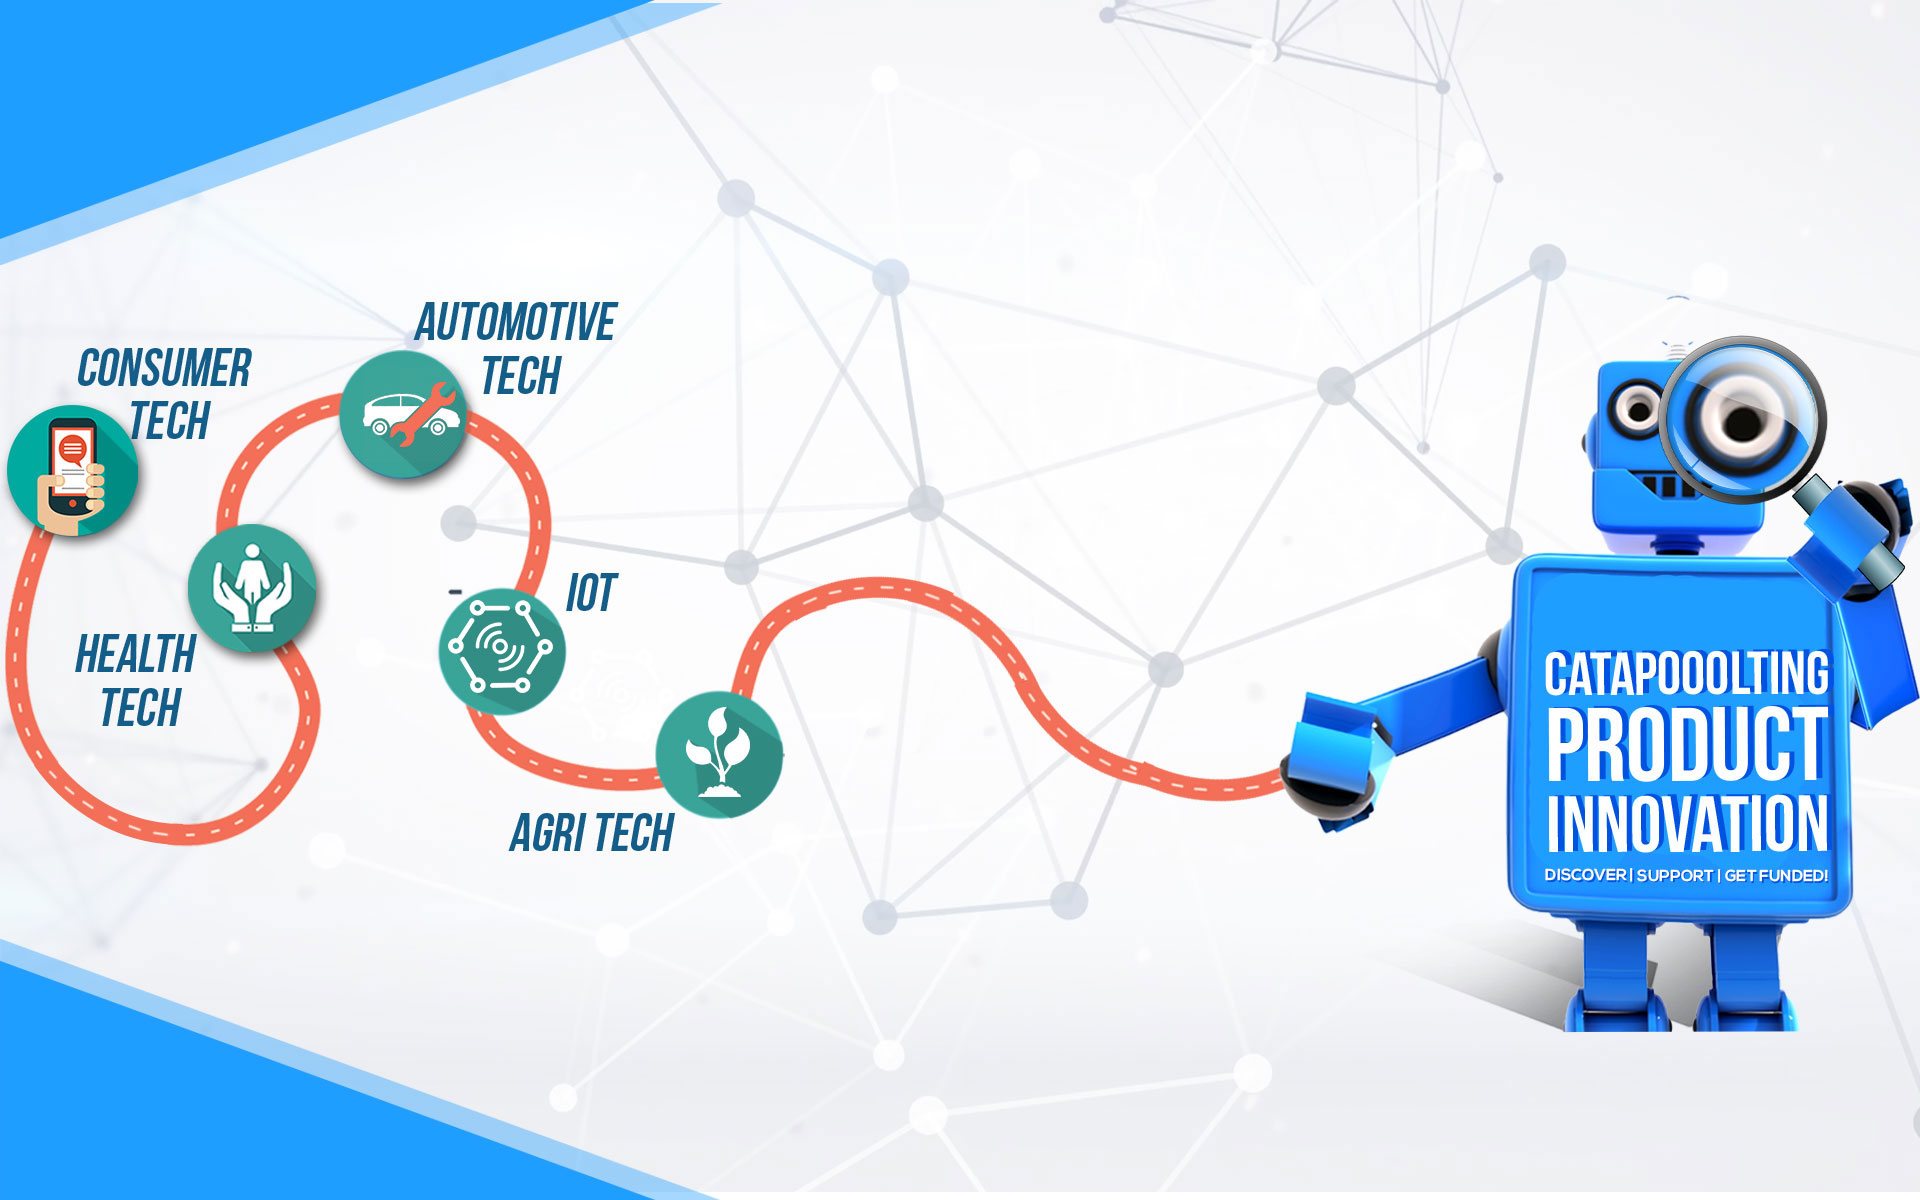 CONSUMER
TECH
AUTOMOTIVE
TECH
HEALTH
TECH
IOT
AGRI TECH
CATAPOOOLTING
PRODUCT
INNOVATION
DISCOVER | SUPPORT | GET FUNDED!